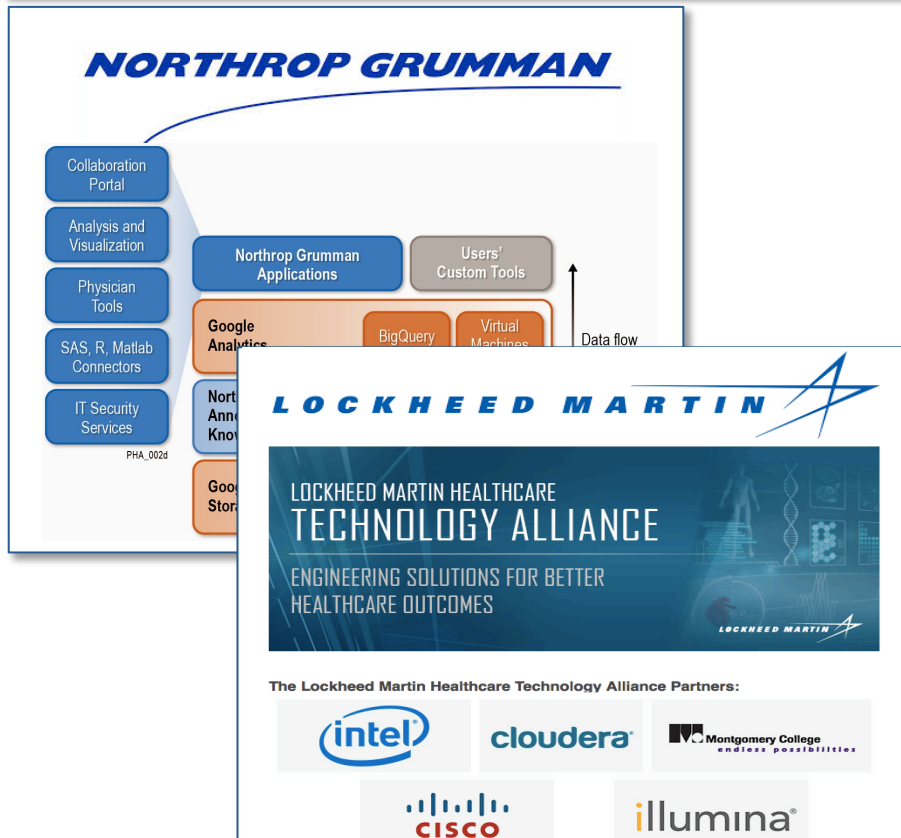 NORTHROP GRUMMAN
Collaboration
Portal
Analysis and
Visualization
Physician
Tools
SAS, R, Matlab
Connectors
IT Security
Services
PHA_002d
Northrop Grumman
Applications
Users'
Custom Tools
Google
Analytics
BigQuery
Virtual
Machines
Data flow
LOCKHEED MARTIN
LOCKHEED MARTIN HEALTHCARE
TECHNOLOGY ALLIANCE
ENGINEERING SOLUTIONS FOR BETTER
HEALTHCARE OUTCOMES
LOCKHEED MARTIN
The Lockheed Martin Healthcare Technology Alliance Partners:
intel
cloudera
Montgomery College
endless possibilities
CISCO
illumina